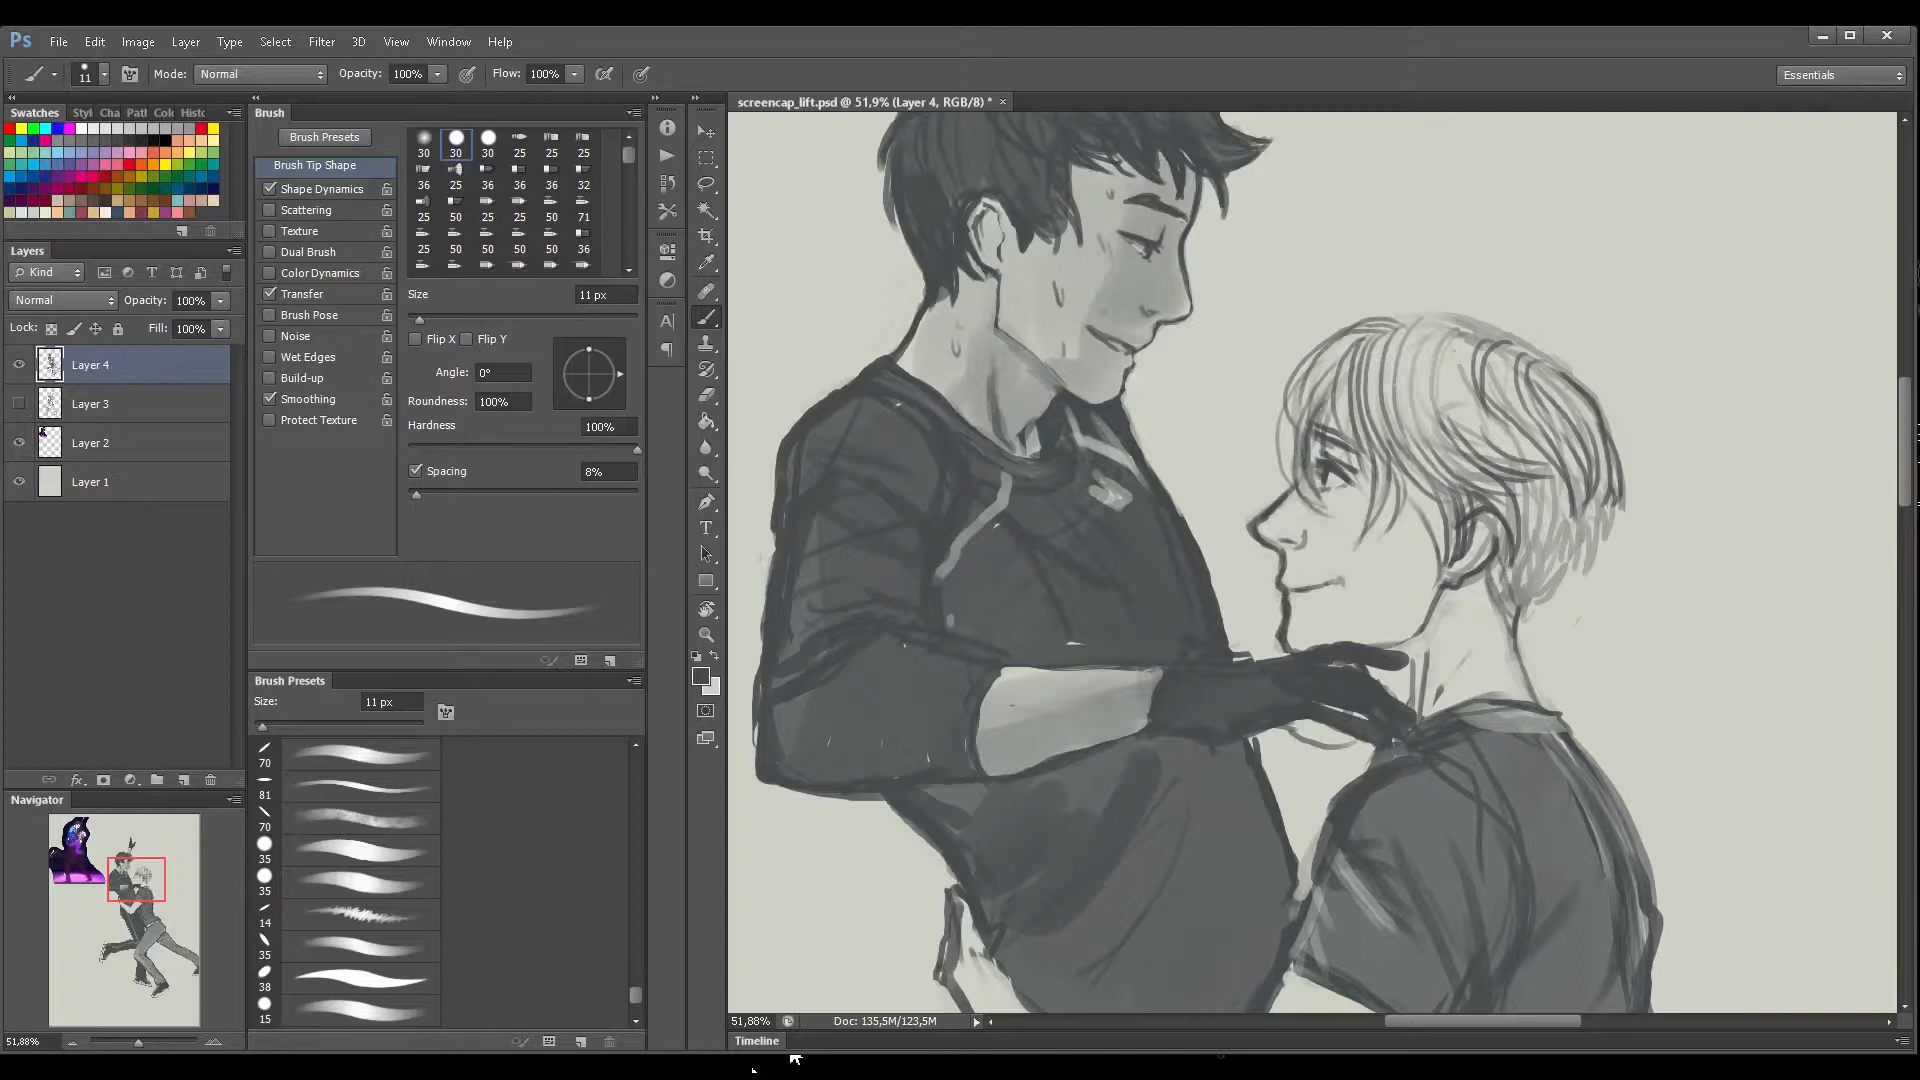 Ps File Edit Image Layer Type Select Filter 3D View Window Help
11 Mode: Normal Opacity: 100% Flow: 100% Essentials
Swatches Styl Cha Patl Colo Histo
Brush
screencap_lift.psd @ 51,9% (Layer 4, RGB/8) * ×
Brush Presets
30 30 30 25 25 25
Brush Tip Shape
36 25 36 36 36 32
Shape Dynamics
Scattering
25 50 25 25 50 71
Texture
Dual Brush
25 50 50 50 50 36
Color Dynamics
Transfer
Size 11 px
Brush Pose
Noise
Flip X Flip Y
Wet Edges
Build-up
Angle: 0°
Smoothing
Roundness: 100%
Protect Texture
Hardness 100%
Spacing 8%
Layers
Kind
Normal Opacity: 100%
Lock: Fill: 100%
Layer 4
Layer 3
Layer 2
Layer 1
Navigator
51,88%
Brush Presets
Size: 11 px
70
81
70
35
35
14
35
38
15
51,88% Doc: 135,5M/123,5M
Timeline